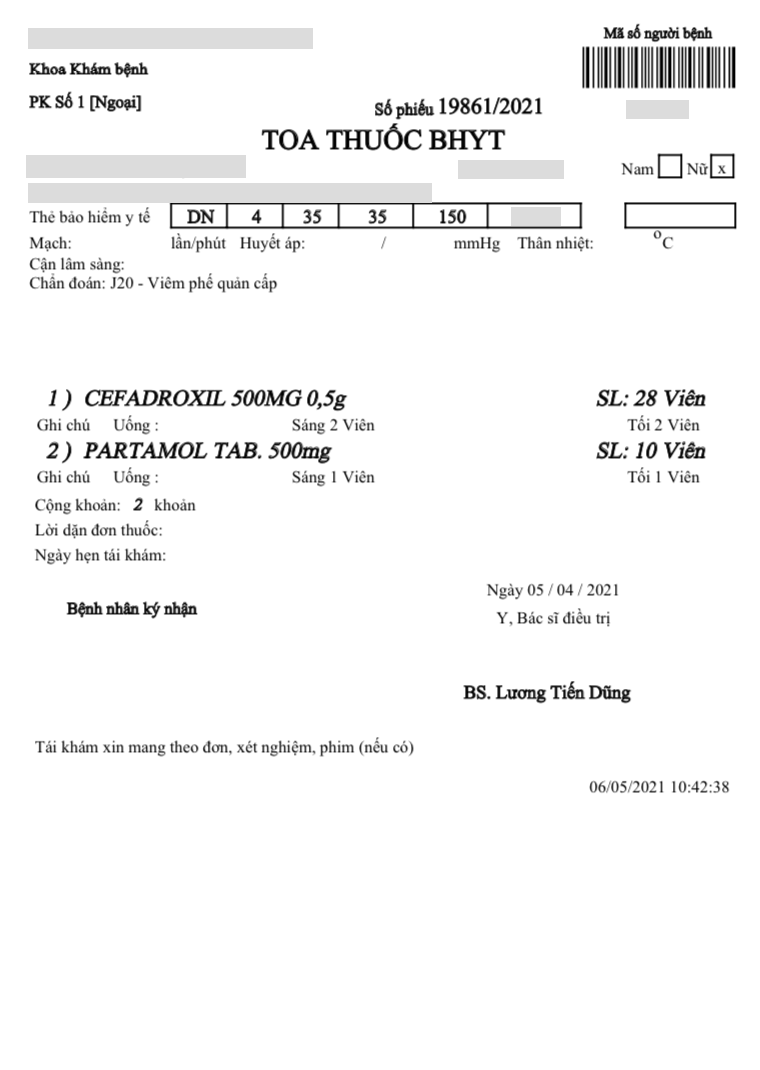 Mã số người bệnh
Khoa Khám bệnh
PK Số 1 [Ngoại]
Số phiếu 19861/2021
TOA THUỐC BHYT
Nam Nữ x
Thẻ bảo hiểm y tế DN 4 35 35 150
Mạch: lần/phút Huyết áp: / mmHg Thân nhiệt: °C
Cận lâm sàng:
Chẩn đoán: J20 - Viêm phế quản cấp
1 ) CEFADROXIL 500MG 0,5g SL: 28 Viên
Ghi chú Uống : Sáng 2 Viên Tối 2 Viên
2 ) PARTAMOL TAB. 500mg SL: 10 Viên
Ghi chú Uống : Sáng 1 Viên Tối 1 Viên
Cộng khoản: 2 khoản
Lời dặn đơn thuốc:
Ngày hẹn tái khám:
Ngày 05 / 04 / 2021
Bệnh nhân ký nhận
Y, Bác sĩ điều trị
BS. Lương Tiến Dũng
Tái khám xin mang theo đơn, xét nghiệm, phim (nếu có)
06/05/2021 10:42:38